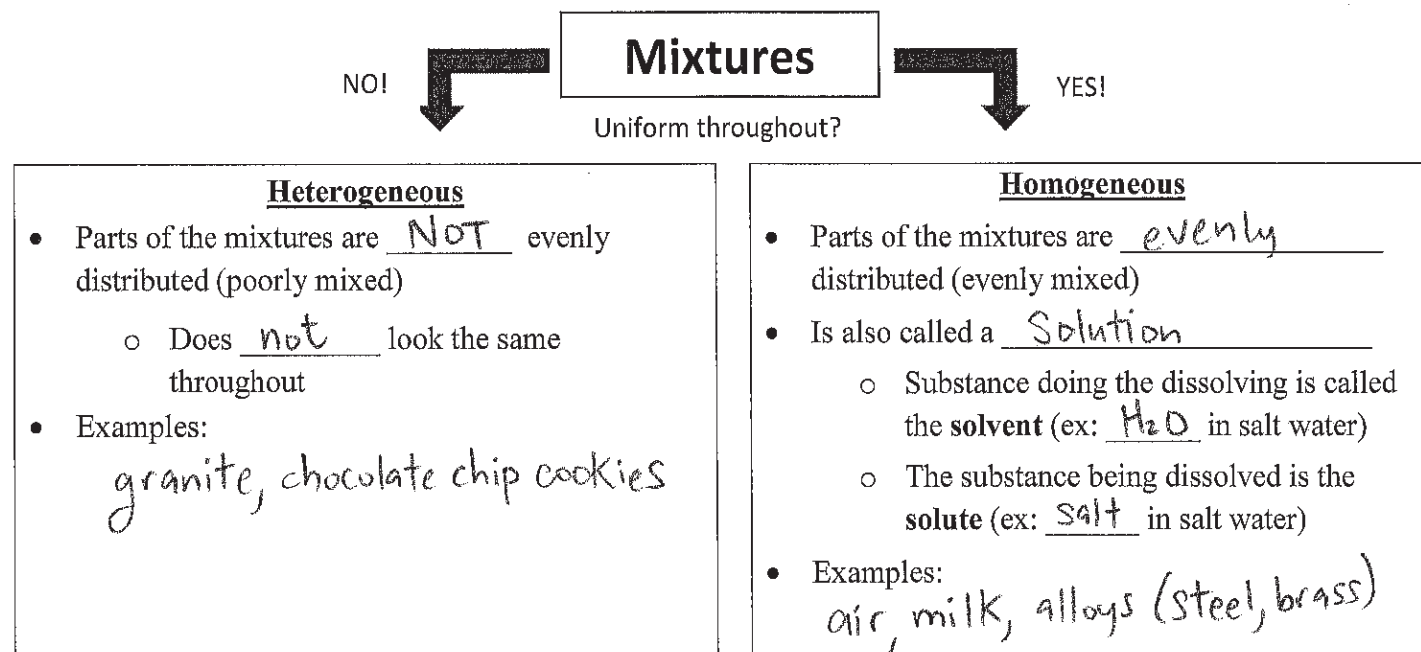 Mixtures
NO!
YES!
Uniform throughout?
Heterogeneous
• Parts of the mixtures are NOT evenly
distributed (poorly mixed)
o Does not look the same
throughout
• Examples:
granite, chocolate chip cookies
Homogeneous
• Parts of the mixtures are evenly
distributed (evenly mixed)
• Is also called a Solution
o Substance doing the dissolving is called
the solvent (ex: H₂O in salt water)
o The substance being dissolved is the
solute (ex: salt in salt water)
• Examples:
air, milk, alloys (steel, brass)